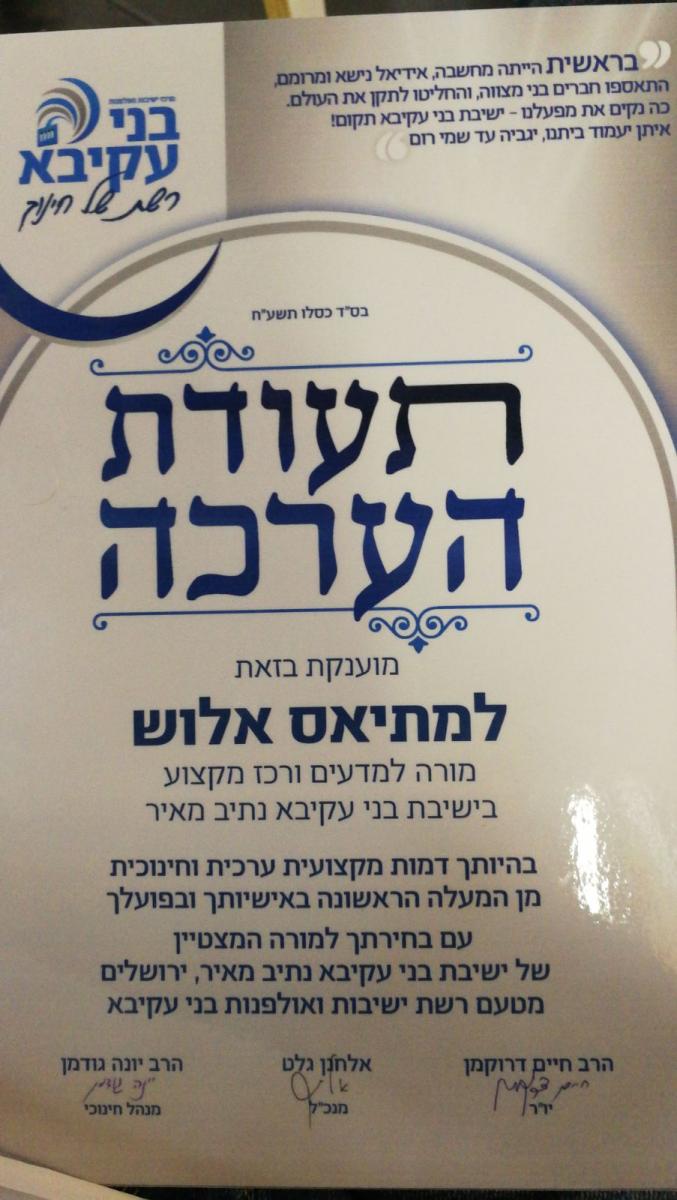 בראשית הייתה מחשבה, אידיאל נישא ומרומם,
התאספו חברים בני מצווה, והחליטו לתקן את העולם.
כה נקים את מפעלנו - ישיבת בני עקיבא תקום!
איתן יעמוד ביתנו, יגביה עד שמי רום
מרכז ישיבות ואולפנות
בני
עקיבא
רשת של חינוך
בס"ד כסלו תשע"ח
תעודת
הערכה
מוענקת בזאת
למתיאס אלוש
מורה למדעים ורכז מקצוע
בישיבת בני עקיבא נתיב מאיר
בהיותך דמות מקצועית ערכית וחינוכית
מן המעלה הראשונה באישיותך ובפועלך
עם בחירתך למורה המצטיין
של ישיבת בני עקיבא נתיב מאיר, ירושלים
מטעם רשת ישיבות ואולפנות בני עקיבא
הרב חיים דרוקמן אלחנן גלט הרב יונה גודמן
יו"ר מנכ"ל מנהל חינוכי